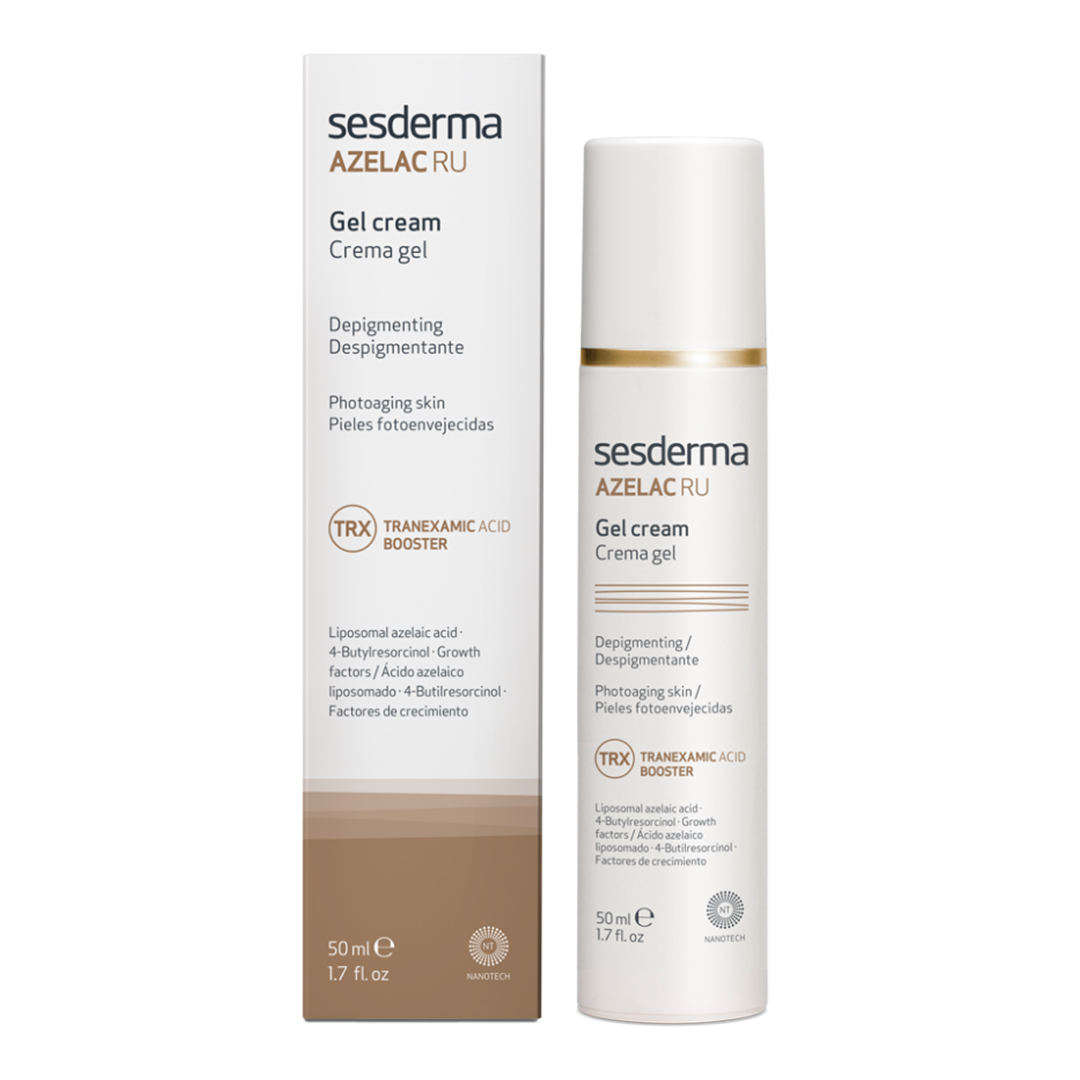 sesderma
AZELAC RU
Gel cream
Crema gel
Depigmenting
Despigmentante
Photoaging skin
Pieles fotoenvejecidas
TRX
TRANEXAMIC ACID
BOOSTER
Liposomal azelaic acid ·
4-Butylresorcinol · Growth
factors / Ácido azelaico
liposomado · 4-Butilresorcinol ·
Factores de crecimiento
50 ml ℮
1.7 fl. oz
NT
NANOTECH
sesderma
AZELAC RU
Gel cream
Crema gel
Depigmenting /
Despigmentante
Photoaging skin /
Pieles fotoenvejecidas
TRX
TRANEXAMIC ACID
BOOSTER
Liposomal azelaic acid ·
4-Butylresorcinol · Growth
factors / Ácido azelaico
liposomado · 4-Butilresorcinol ·
Factores de crecimiento
50 ml ℮
1.7 fl. oz
NT
NANOTECH